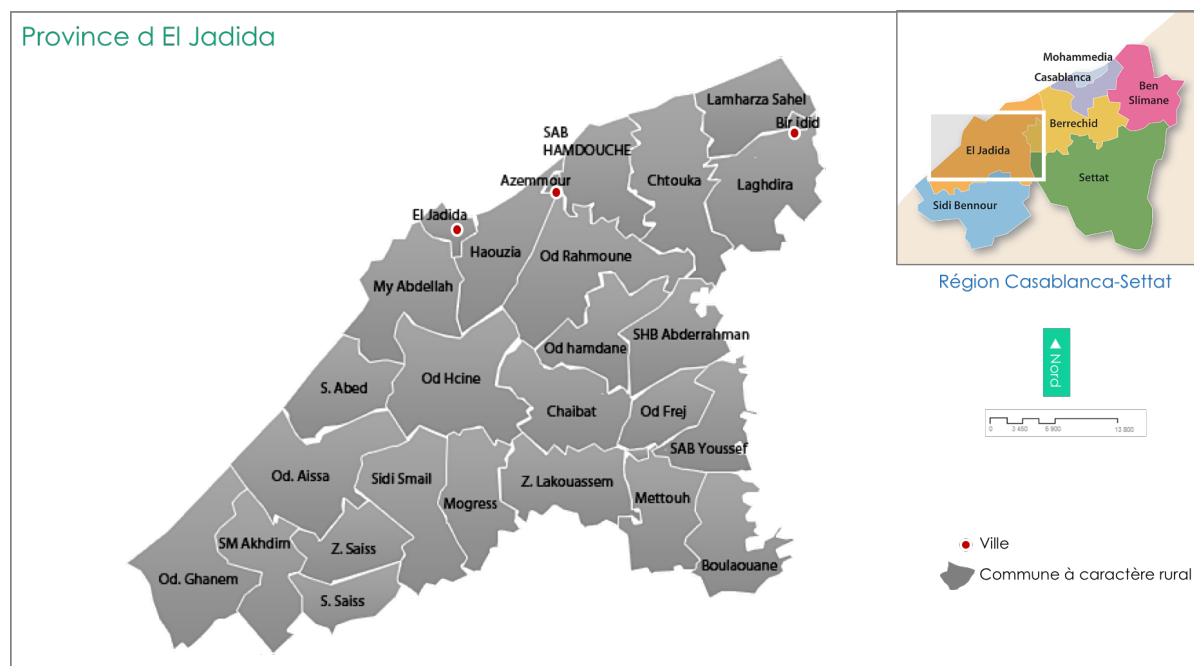 Province d El Jadida
Mohammedia
Casablanca
Ben
Slimane
Berrechid
El Jadida
Settat
Sidi Bennour
Région Casablanca-Settat
Lamharza Sahel
Bir Idid
SAB
HAMDOUCHE
Azemmour
Chtouka
Laghdira
El Jadida
Haouzia
Od Rahmoune
My Abdellah
SHB Abderrahman
Od hamdane
S. Abed
Od Hcine
Chaibat
Od Frej
SAB Youssef
Od. Aissa
Sidi Smail
Mogress
Z. Lakouassem
Mettouh
SM Akhdim
Z. Saiss
Od. Ghanem
S. Saiss
Boulaouane
Nord
0 3 450 6 900 13 800
Ville
Commune à caractère rural